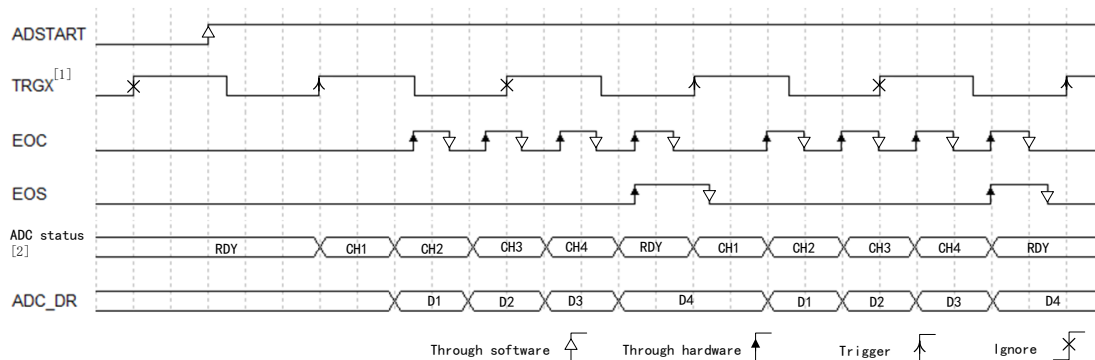 ADSTART
TRGX[1]
EOC
EOS
ADC status
[2]
RDY CH1 CH2 CH3 CH4 RDY CH1 CH2 CH3 CH4 RDY
ADC_DR
D1 D2 D3 D4 D1 D2 D3 D4
Through software Through hardware Trigger Ignore